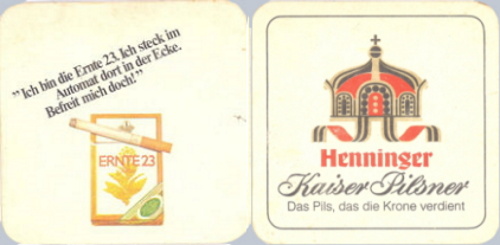 „Ich bin die Ernte 23. Ich steck im
Automat dort in der Ecke.
Befreit mich doch!”
ERNTE 23
Henninger
Kaiser Pilsner
Das Pils, das die Krone verdient